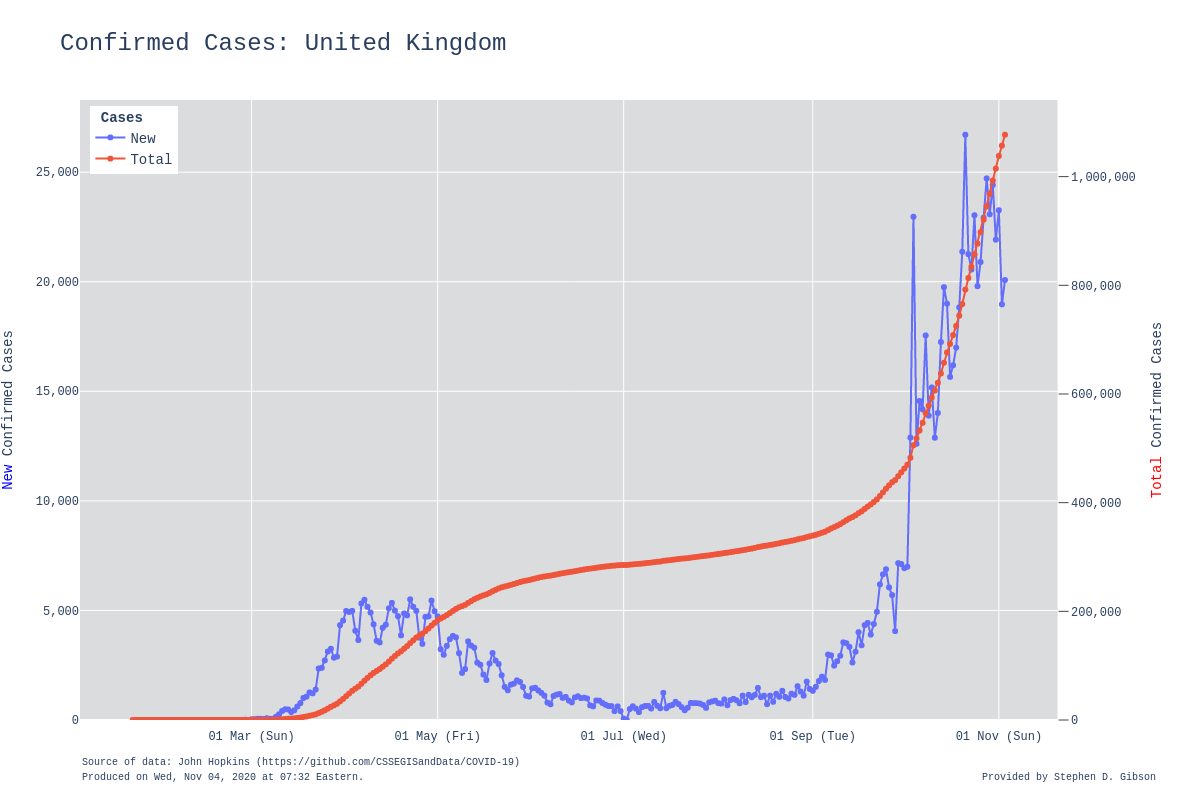 Confirmed Cases: United Kingdom
Cases
New
Total
25,000
20,000
15,000
10,000
5,000
0
New Confirmed Cases
1,000,000
800,000
600,000
400,000
200,000
0
Total Confirmed Cases
01 Mar (Sun)
01 May (Fri)
01 Jul (Wed)
01 Sep (Tue)
01 Nov (Sun)
Source of data: John Hopkins (https://github.com/CSSEGISandData/COVID-19)
Produced on Wed, Nov 04, 2020 at 07:32 Eastern.
Provided by Stephen D. Gibson